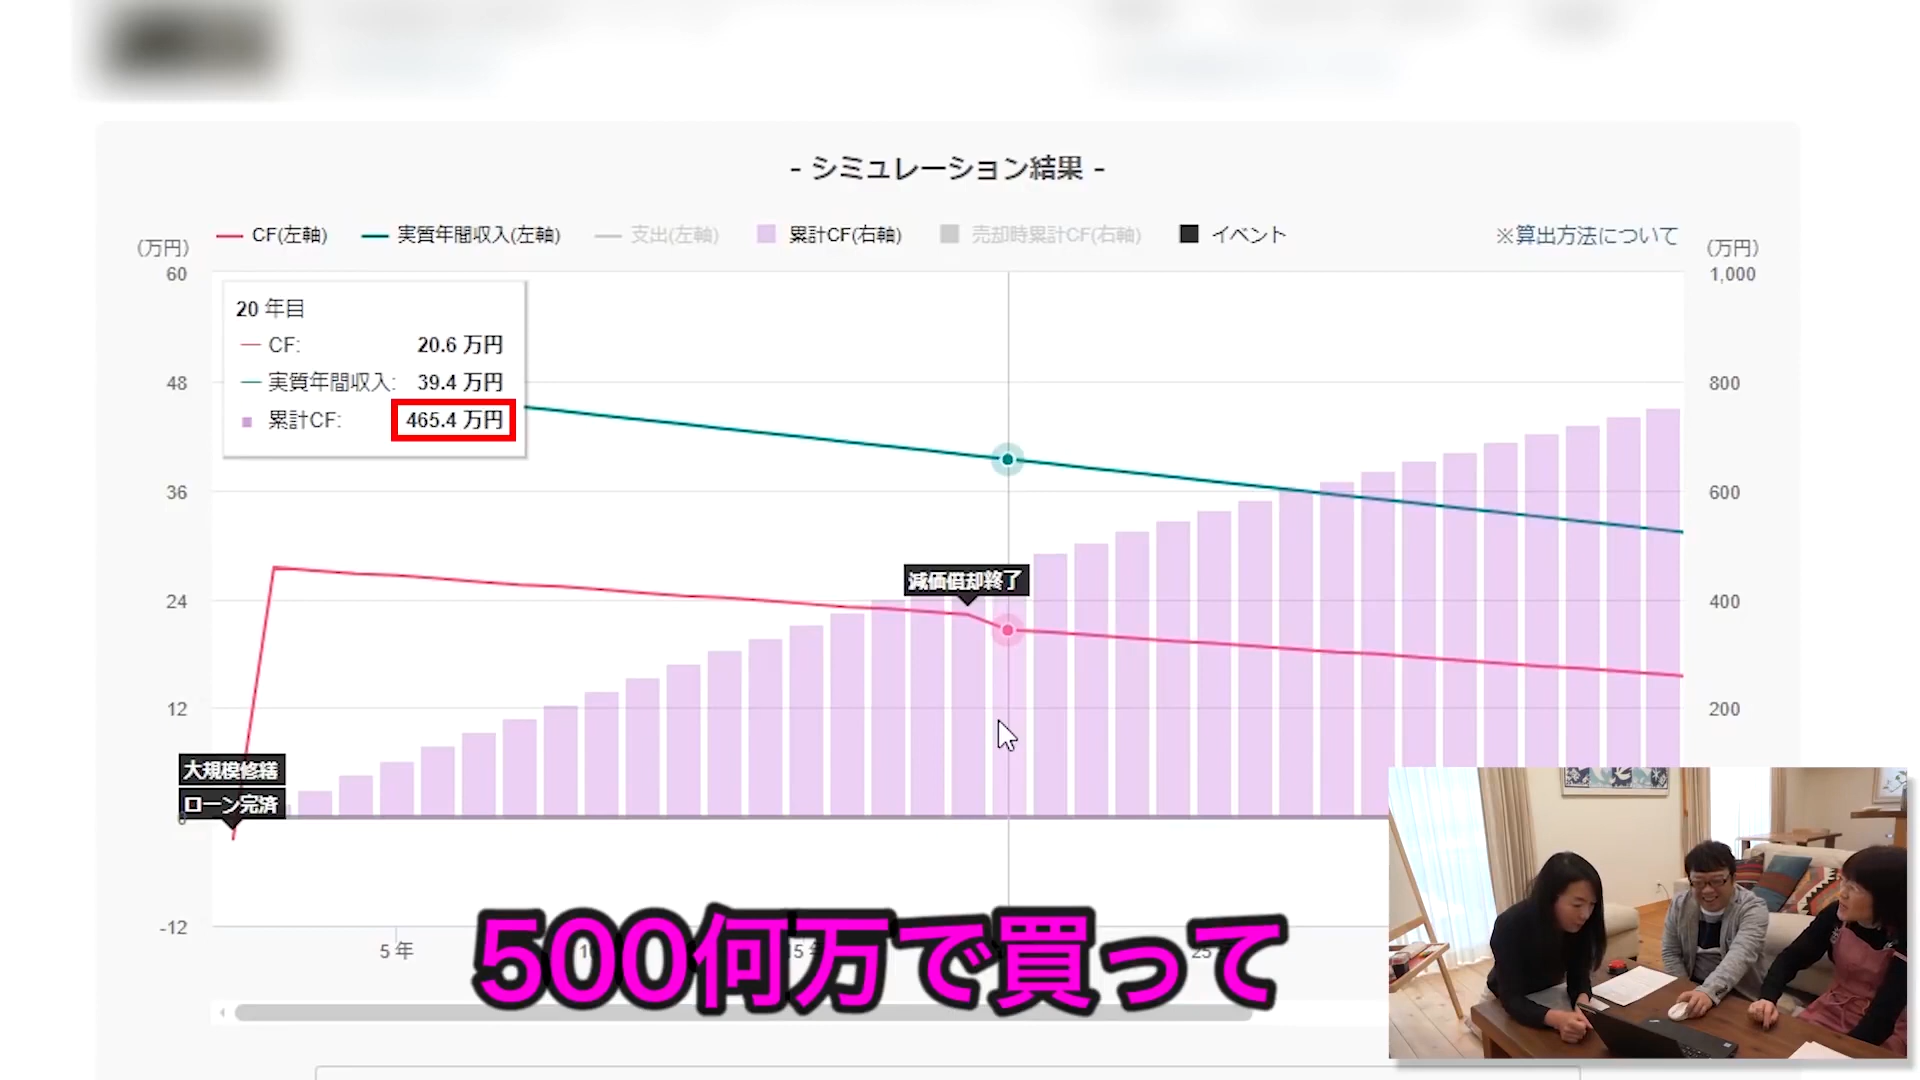 - シミュレーション結果 -
CF(左軸) 実質年間収入(左軸) 支出(左軸) 累計CF(右軸) 売却時累計CF(右軸) イベント
※算出方法について
(万円)
(万円)
60
1,000
20 年目
CF: 20.6 万円
実質年間収入: 39.4 万円
累計CF: 465.4 万円
48
800
36
600
減価償却終了
24
400
12
200
大規模修繕
ローン完済
-12
5 年
500何万で買って